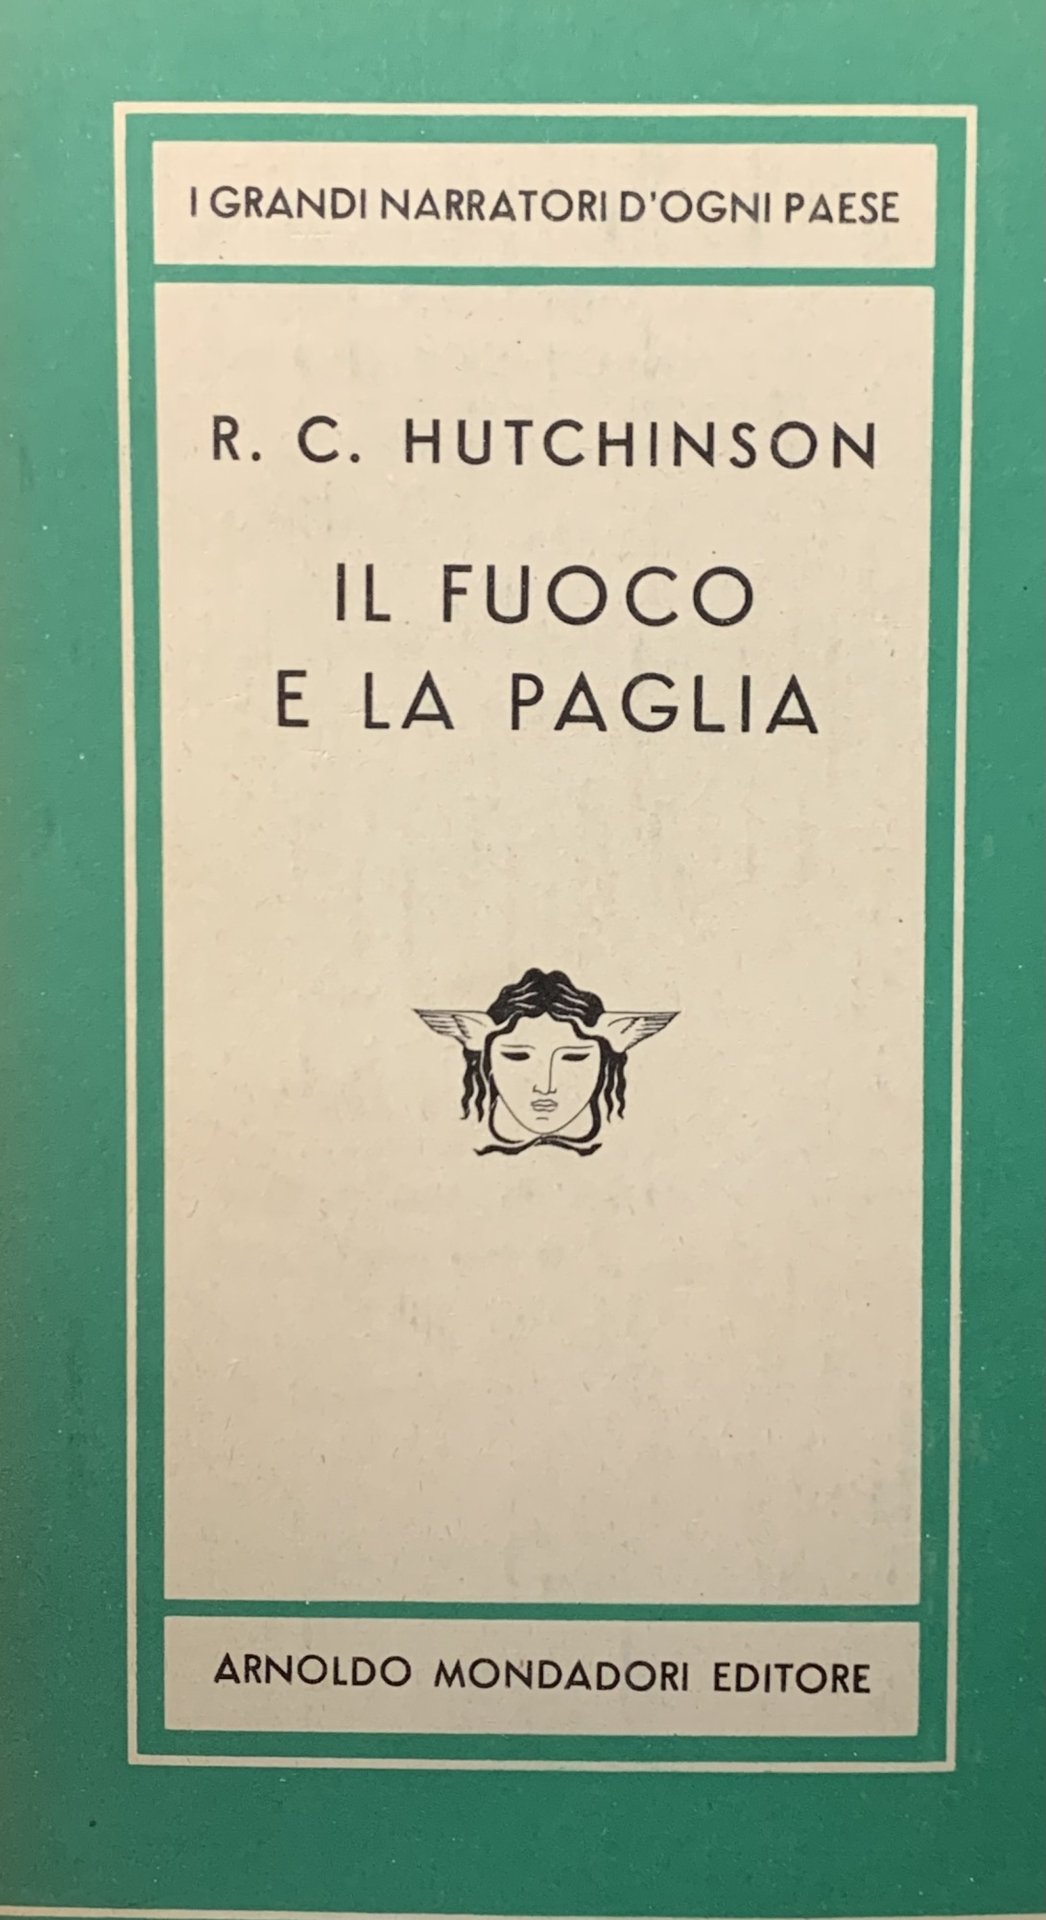 I GRANDI NARRATORI D'OGNI PAESE
R. C. HUTCHINSON
IL FUOCO
E LA PAGLIA
ARNOLDO MONDADORI EDITORE